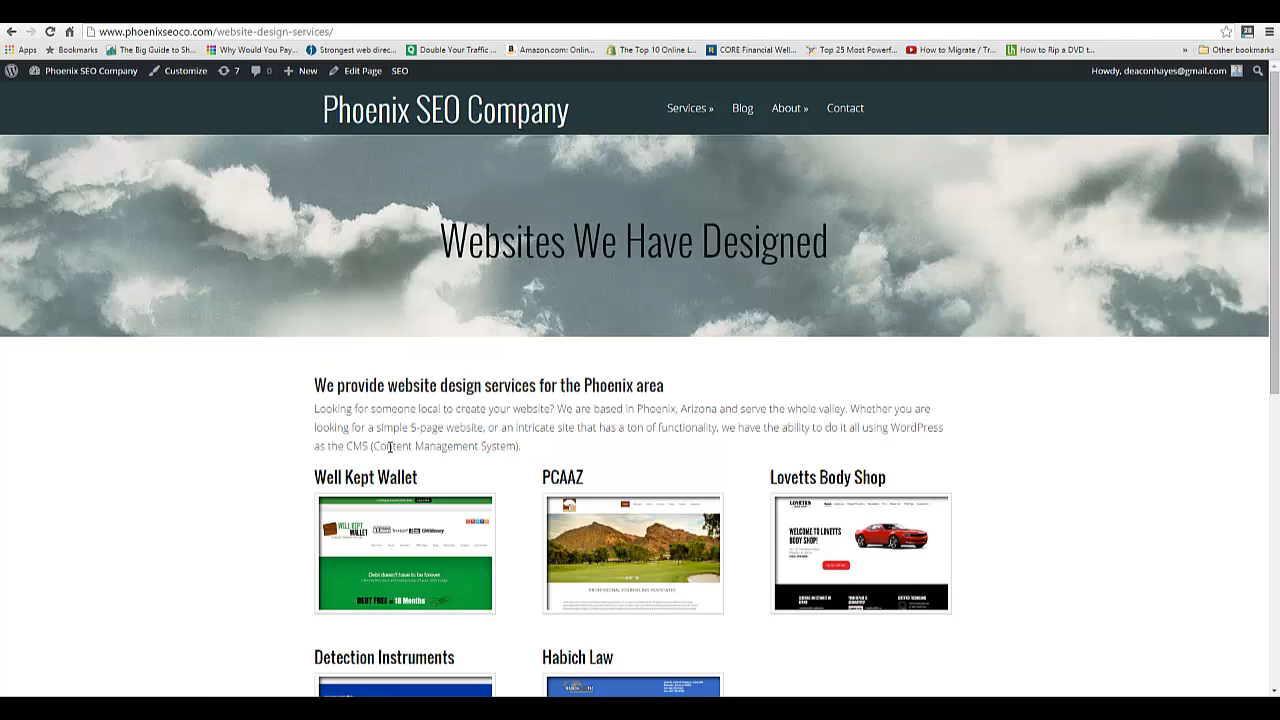 www.phoenixseoco.com/website-design-services/
Apps Bookmarks The Big Guide to Sh... Why Would You Pay... Strongest web direc... Double Your Traffic ... Amazon.com: Onlin... The Top 10 Online L... CORE Financial Well... Top 25 Most Powerf... How to Migrate / Tr... How to Rip a DVD t... » Other bookmarks
Phoenix SEO Company Customize 7 0 New Edit Page SEO Howdy, deaconhayes@gmail.com
Phoenix SEO Company Services » Blog About » Contact
Websites We Have Designed
We provide website design services for the Phoenix area
Looking for someone local to create your website? We are based in Phoenix, Arizona and serve the whole valley. Whether you are
looking for a simple 5-page website, or an intricate site that has a ton of functionality, we have the ability to do it all using WordPress
as the CMS (Content Management System).
Well Kept Wallet PCAAZ Lovetts Body Shop
WELL KEPT
WALLET
Debt doesn't have to be forever
DEBT FREE in 18 Months
PROFESSIONAL COUNSELING ASSOCIATES
LOVETTS
WELCOME TO LOVETTS
BODY SHOP!
Detection Instruments Habich Law